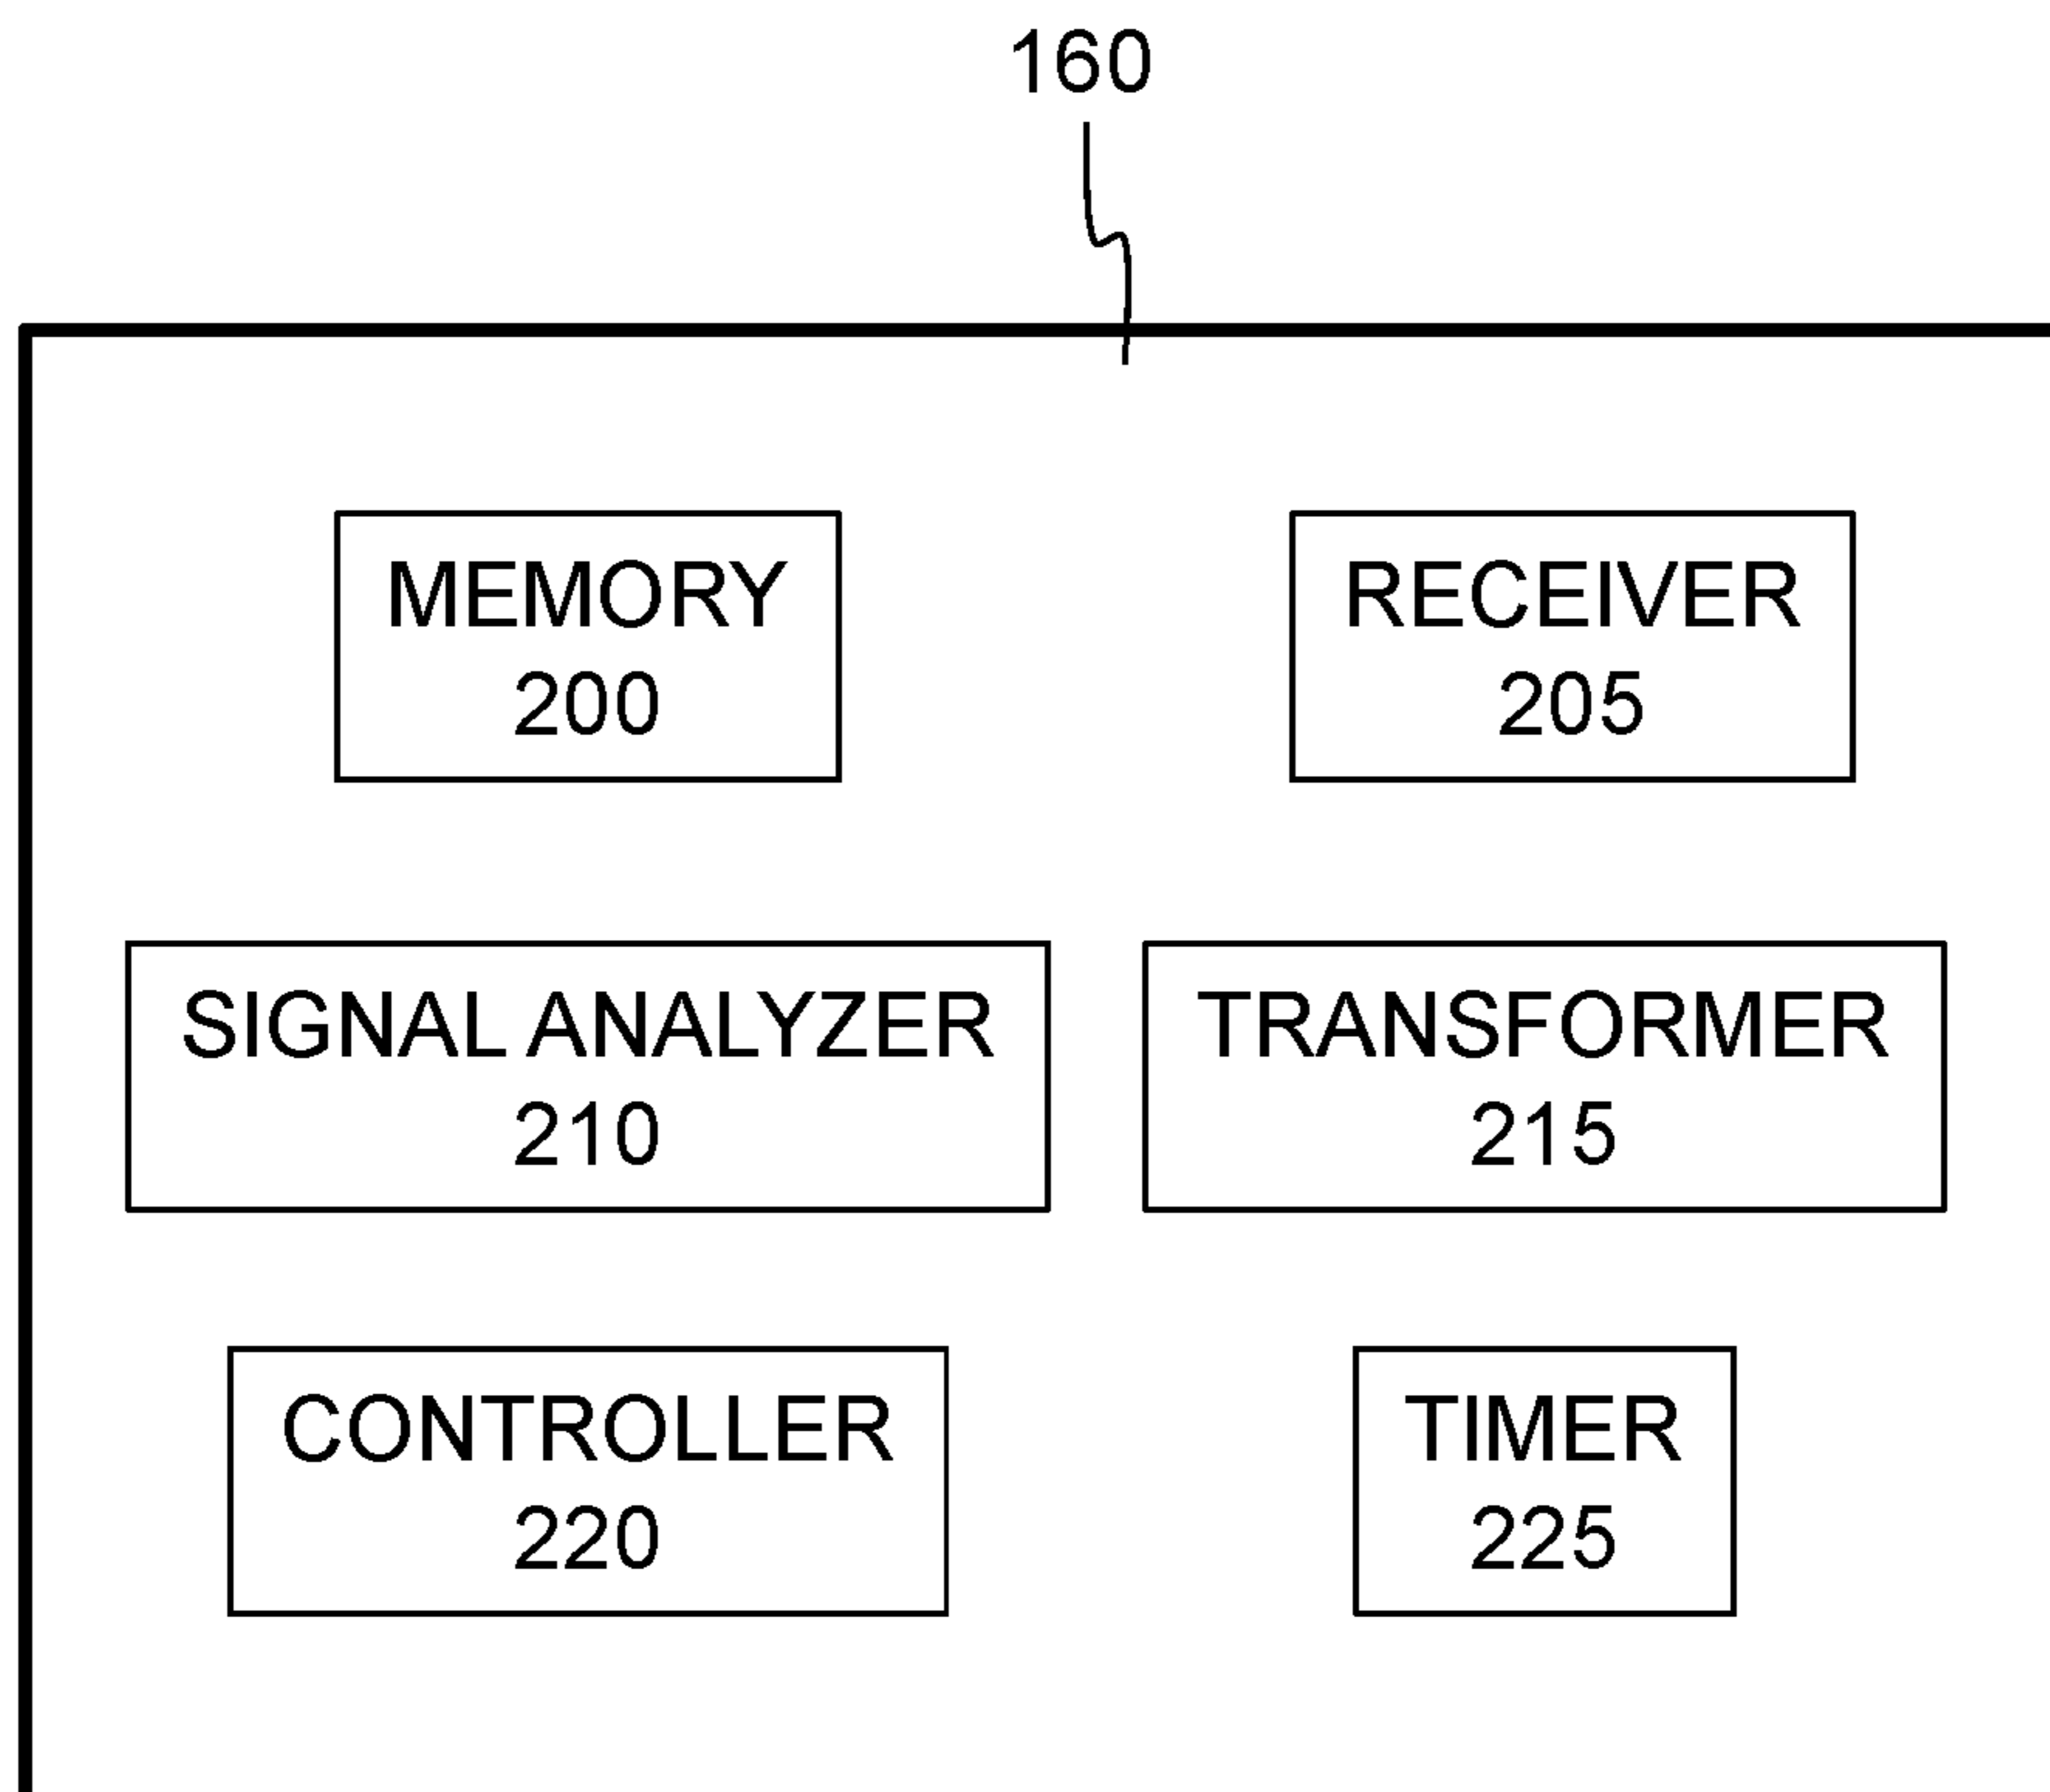 160
MEMORY
200
RECEIVER
205
SIGNAL ANALYZER
210
TRANSFORMER
215
CONTROLLER
220
TIMER
225